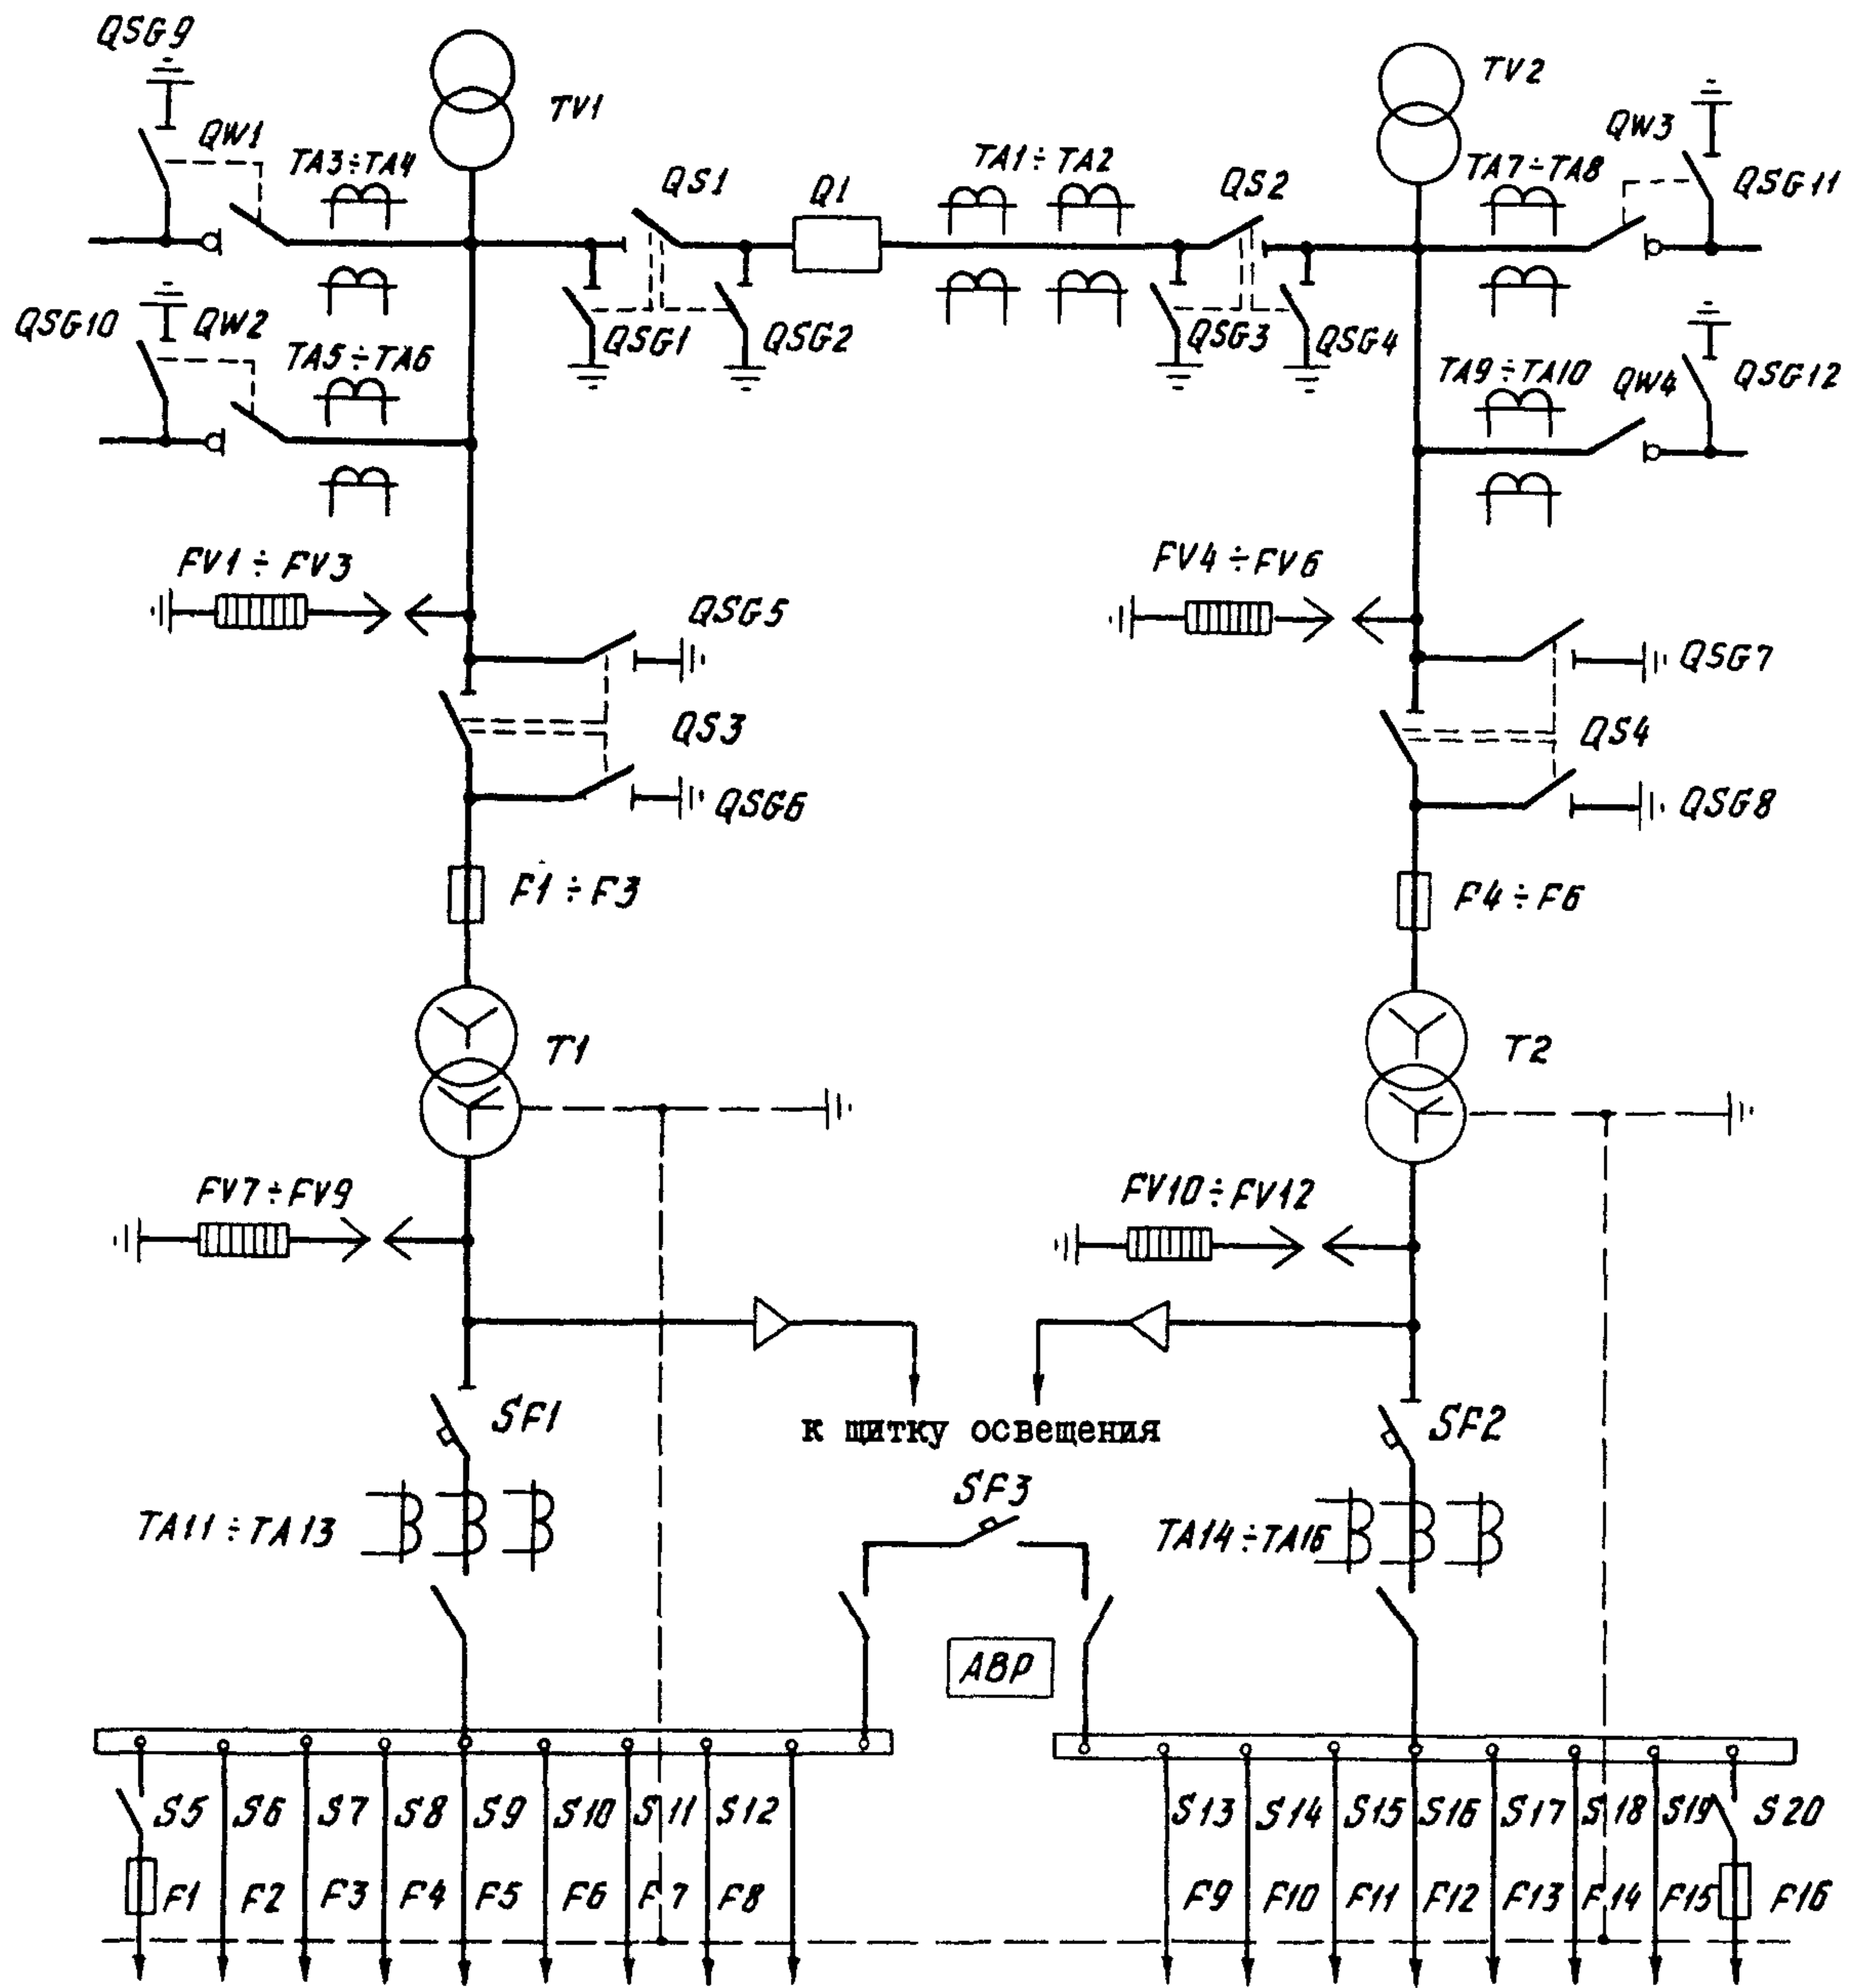 QSG9
TV1
TV2
QW1
TA3÷TA4
QS1
Q1
TA1÷TA2
QS2
TA7÷TA8
QW3
QSG11
QSG10
QW2
TA5÷TA6
QSG1
QSG2
QSG3
QSG4
TA9÷TA10
QW4
QSG12
FV1÷FV3
FV4÷FV6
QSG5
QSG7
QS3
QS4
QSG6
QSG8
F1÷F3
F4÷F6
T1
T2
FV7÷FV9
FV10÷FV12
SF1
к щитку освещения
SF2
SF3
TA11÷TA13
TA14÷TA16
АВР
S5 S6 S7 S8 S9 S10 S11 S12
S13 S14 S15 S16 S17 S18 S19 S20
F1 F2 F3 F4 F5 F6 F7 F8
F9 F10 F11 F12 F13 F14 F15 F16